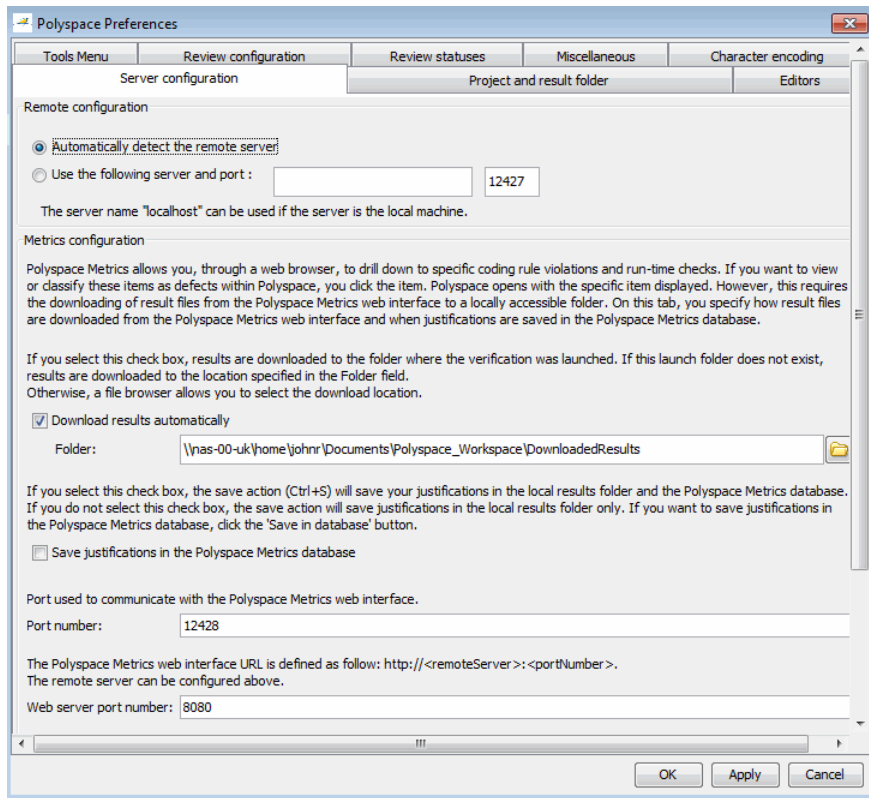 Polyspace Preferences
Tools Menu Review configuration Review statuses Miscellaneous Character encoding
Server configuration Project and result folder Editors
Remote configuration
Automatically detect the remote server
Use the following server and port : 12427
The server name "localhost" can be used if the server is the local machine.
Metrics configuration
Polyspace Metrics allows you, through a web browser, to drill down to specific coding rule violations and run-time checks. If you want to view
or classify these items as defects within Polyspace, you click the item. Polyspace opens with the specific item displayed. However, this requires
the downloading of result files from the Polyspace Metrics web interface to a locally accessible folder. On this tab, you specify how result files
are downloaded from the Polyspace Metrics web interface and when justifications are saved in the Polyspace Metrics database.
If you select this check box, results are downloaded to the folder where the verification was launched. If this launch folder does not exist,
results are downloaded to the location specified in the Folder field.
Otherwise, a file browser allows you to select the download location.
Download results automatically
Folder: \\nas-00-uk\home\johnr\Documents\Polyspace_Workspace\DownloadedResults
If you select this check box, the save action (Ctrl+S) will save your justifications in the local results folder and the Polyspace Metrics database.
If you do not select this check box, the save action will save justifications in the local results folder only. If you want to save justifications in
the Polyspace Metrics database, click the 'Save in database' button.
Save justifications in the Polyspace Metrics database
Port used to communicate with the Polyspace Metrics web interface.
Port number: 12428
The Polyspace Metrics web interface URL is defined as follow: http://<remoteServer>:<portNumber>.
The remote server can be configured above.
Web server port number: 8080
OK Apply Cancel